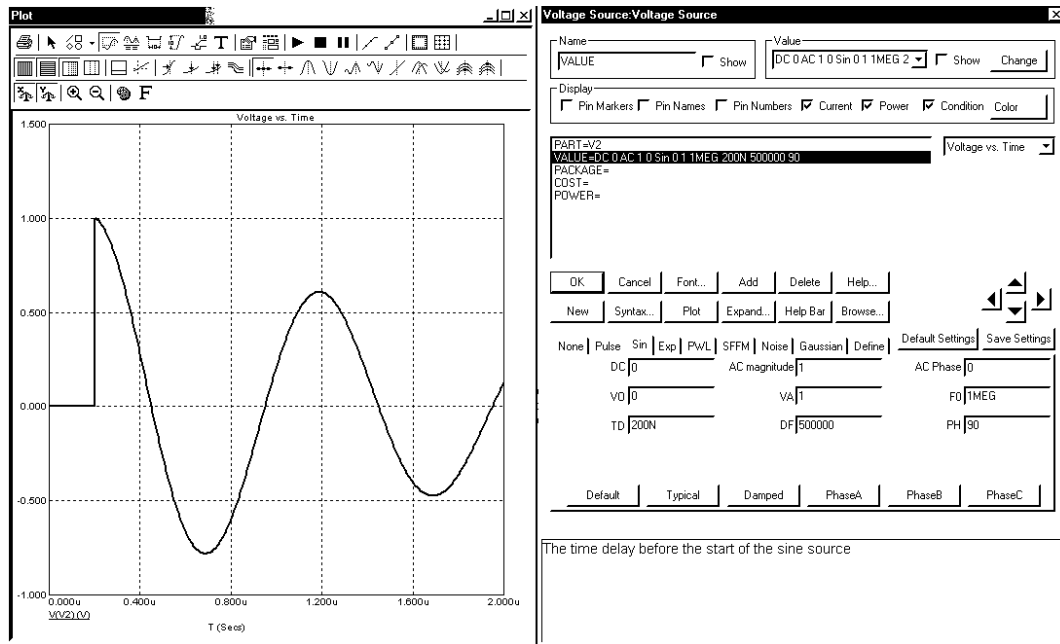 Plot
T
F
Voltage vs. Time
1.500
1.000
0.500
0.000
-0.500
-1.000
0.000u 0.400u 0.800u 1.200u 1.600u 2.000u
V(V2) (V)
T (Secs)
Voltage Source:Voltage Source
Name
VALUE
Show
Value
DC 0 AC 1 0 Sin 0 1 1MEG 2
Show
Change
Display
Pin Markers Pin Names Pin Numbers Current Power Condition Color
PART=V2
VALUE=DC 0 AC 1 0 Sin 0 1 1MEG 200N 500000 90
PACKAGE=
COST=
POWER=
Voltage vs. Time
OK Cancel Font... Add Delete Help...
New Syntax... Plot Expand... Help Bar Browse...
None Pulse Sin Exp PWL SFFM Noise Gaussian Define Default Settings Save Settings
DC 0 AC magnitude 1 AC Phase 0
VO 0 VA 1 F0 1MEG
TD 200N DF 500000 PH 90
Default Typical Damped PhaseA PhaseB PhaseC
The time delay before the start of the sine source